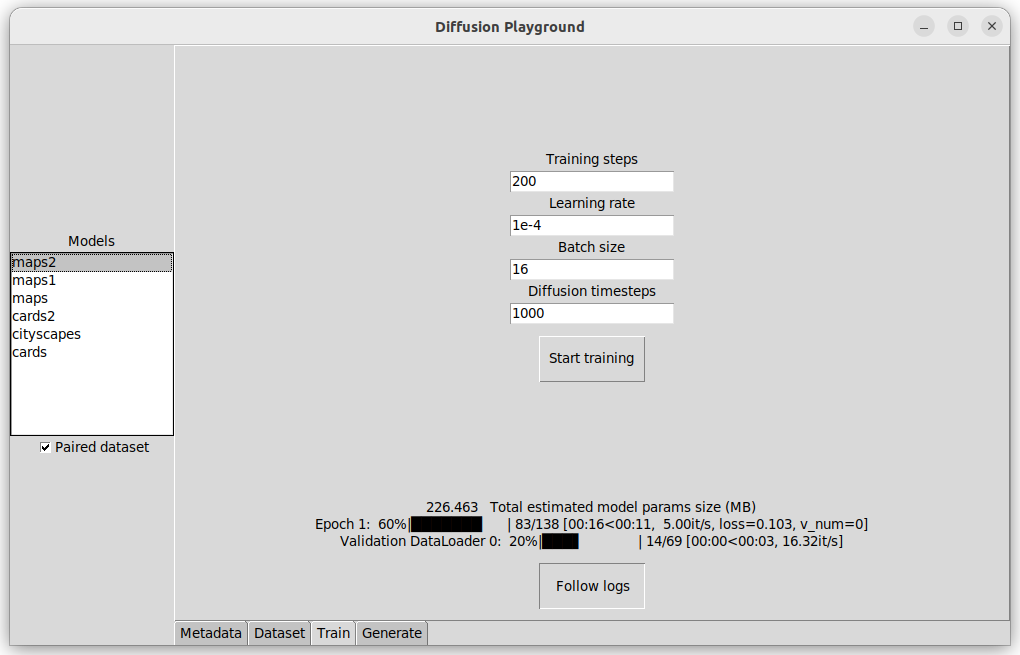 Diffusion Playground
Models
maps2
maps1
maps
cards2
cityscapes
cards
Paired dataset
Training steps
200
Learning rate
1e-4
Batch size
16
Diffusion timesteps
1000
Start training
226.463 Total estimated model params size (MB)
Epoch 1: 60%|███████ | 83/138 [00:16<00:11, 5.00it/s, loss=0.103, v_num=0]
Validation DataLoader 0: 20%|████ | 14/69 [00:00<00:03, 16.32it/s]
Follow logs
Metadata Dataset Train Generate